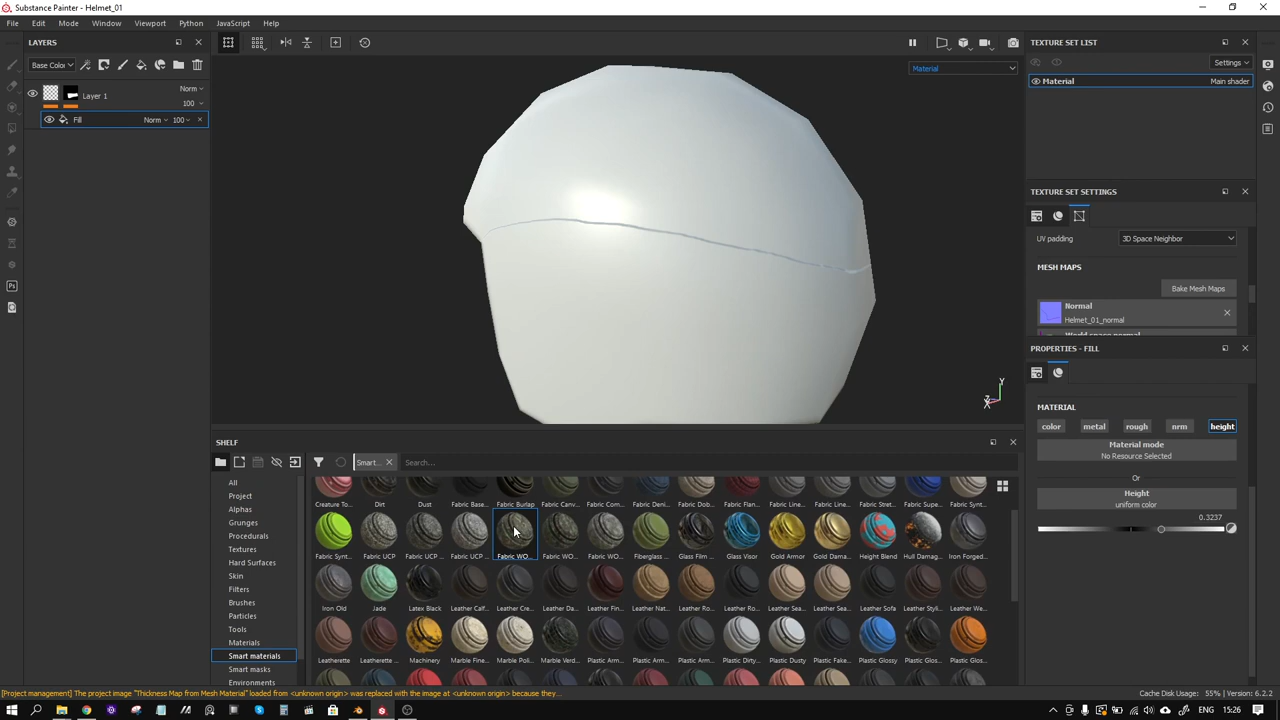 Substance Painter - Helmet_01
File Edit Mode Window Viewport Python JavaScript Help
LAYERS
Base Color
Layer 1
Norm
100
Fill Norm 100
Material
TEXTURE SET LIST
Settings
Material Main shader
TEXTURE SET SETTINGS
UV padding 3D Space Neighbor
MESH MAPS
Bake Mesh Maps
Normal
Helmet_01_normal
World space normal
PROPERTIES - FILL
MATERIAL
color metal rough nrm height
Material mode
No Resource Selected
Or
Height
uniform color
0.3237
Y
Z
X
SHELF
Smart... Search...
All
Project
Alphas
Grunges
Procedurals
Textures
Hard Surfaces
Skin
Filters
Brushes
Particles
Tools
Materials
Smart materials
Smart masks
Environments
Creature To... Dirt Dust Fabric Base... Fabric Burlap Fabric Canv... Fabric Com... Fabric Deni... Fabric Dob... Fabric Flan... Fabric Line... Fabric Line... Fabric Stret... Fabric Supe... Fabric Synt...
Fabric Synt... Fabric UCP Fabric UCP ... Fabric UCP ... Fabric WO... Fabric WO... Fabric WO... Fiberglass ... Glass Film ... Glass Visor Gold Armor Gold Dama... Height Blend Hull Damag... Iron Forged...
Iron Old Jade Latex Black Leather Calf... Leather Cre... Leather Da... Leather Fin... Leather Nat... Leather Ro... Leather Ro... Leather Sea... Leather Sea... Leather Sofa Leather Styli... Leather We...
Leatherette Leatherette ... Machinery Marble Fine... Marble Poli... Marble Verd... Plastic Arm... Plastic Arm... Plastic Arm... Plastic Dirty... Plastic Dusty Plastic Fake... Plastic Glossy Plastic Glos... Plastic Glos...
[Project management] The project image "Thickness Map from Mesh Material" loaded from <unknown origin> was replaced with the image at <unknown origin> because they...
Cache Disk Usage: 55% | Version: 6.2.2
Ps
ENG 15:26